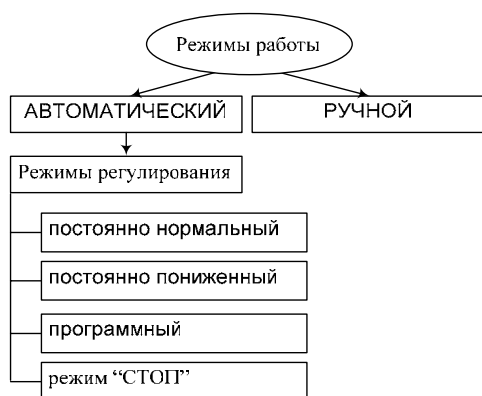 Режимы работы
АВТОМАТИЧЕСКИЙ
РУЧНОЙ
Режимы регулирования
постоянно нормальный
постоянно пониженный
программный
режим “СТОП”